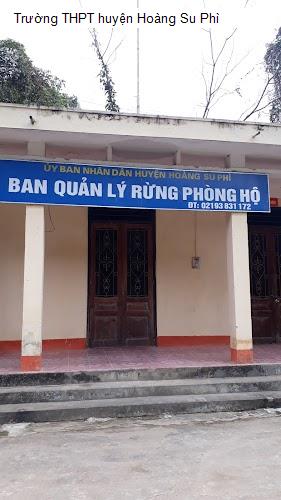 Trường THPT huyện Hoàng Su Phì
ỦY BAN NHÂN DÂN HUYỆN HOÀNG SU PHÌ
BAN QUẢN LÝ RỪNG PHÒNG HỘ
ĐT: 02193 831 172